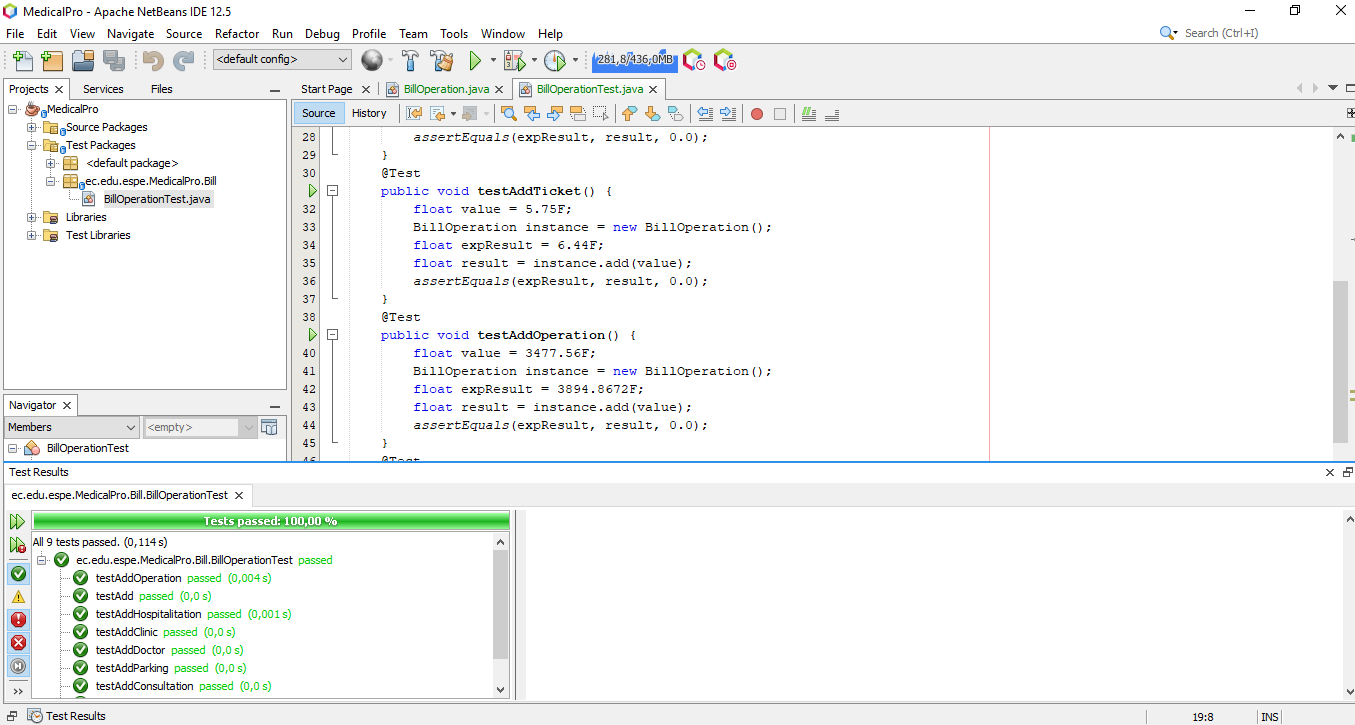 MedicalPro - Apache NetBeans IDE 12.5
File Edit View Navigate Source Refactor Run Debug Profile Team Tools Window Help
Search (Ctrl+I)
<default config>
281,8/436,0MB
Projects Services Files
MedicalPro
Source Packages
Test Packages
<default package>
ec.edu.espe.MedicalPro.Bill
BillOperationTest.java
Libraries
Test Libraries
Navigator
Members
<empty>
BillOperationTest
Start Page BillOperation.java BillOperationTest.java
Source History
28 assertEquals(expResult, result, 0.0);
29 }
30 @Test
public void testAddTicket() {
32 float value = 5.75F;
33 BillOperation instance = new BillOperation();
34 float expResult = 6.44F;
35 float result = instance.add(value);
36 assertEquals(expResult, result, 0.0);
37 }
38 @Test
public void testAddOperation() {
40 float value = 3477.56F;
41 BillOperation instance = new BillOperation();
42 float expResult = 3894.8672F;
43 float result = instance.add(value);
44 assertEquals(expResult, result, 0.0);
45 }
46 @Test
Test Results
ec.edu.espe.MedicalPro.Bill.BillOperationTest
Tests passed: 100,00 %
All 9 tests passed. (0,114 s)
ec.edu.espe.MedicalPro.Bill.BillOperationTest passed
testAddOperation passed (0,004 s)
testAdd passed (0,0 s)
testAddHospitalitation passed (0,001 s)
testAddClinic passed (0,0 s)
testAddDoctor passed (0,0 s)
testAddParking passed (0,0 s)
testAddConsultation passed (0,0 s)
Test Results
19:8
INS